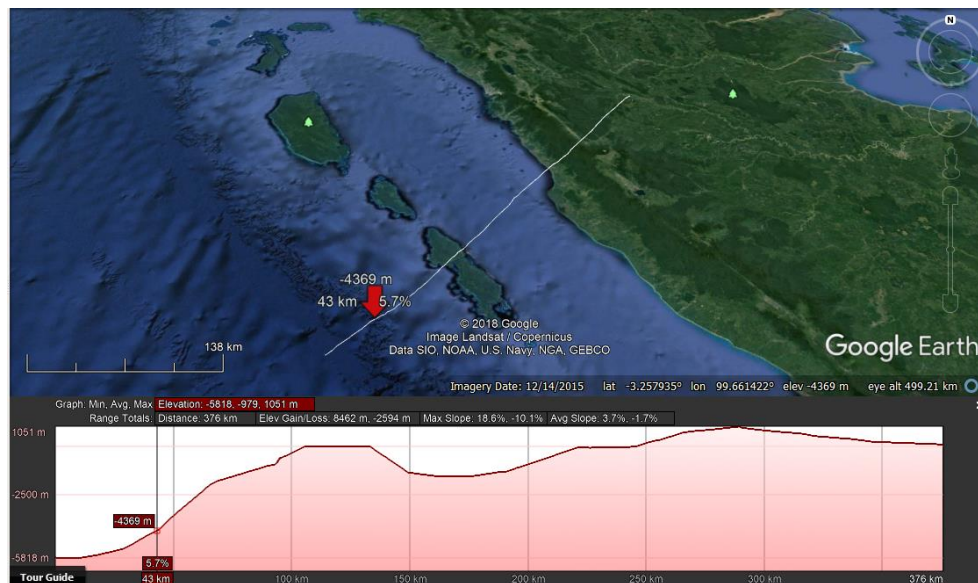 N
-4369 m
43 km 5.7%
© 2018 Google
Image Landsat / Copernicus
Data SIO, NOAA, U.S. Navy, NGA, GEBCO
138 km
Google Earth
Imagery Date: 12/14/2015 lat -3.257935° lon 99.661422° elev -4369 m eye alt 499.21 km
Graph: Min, Avg, Max Elevation: -5818, -979, 1051 m
Range Totals: Distance: 376 km Elev Gain/Loss: 8462 m, -2594 m Max Slope: 18.6%, -10.1% Avg Slope: 3.7%, -1.7%
1051 m
-2500 m
-4369 m
-5818 m
5.7%
Tour Guide 43 km 100 km 150 km 200 km 250 km 300 km 376 km